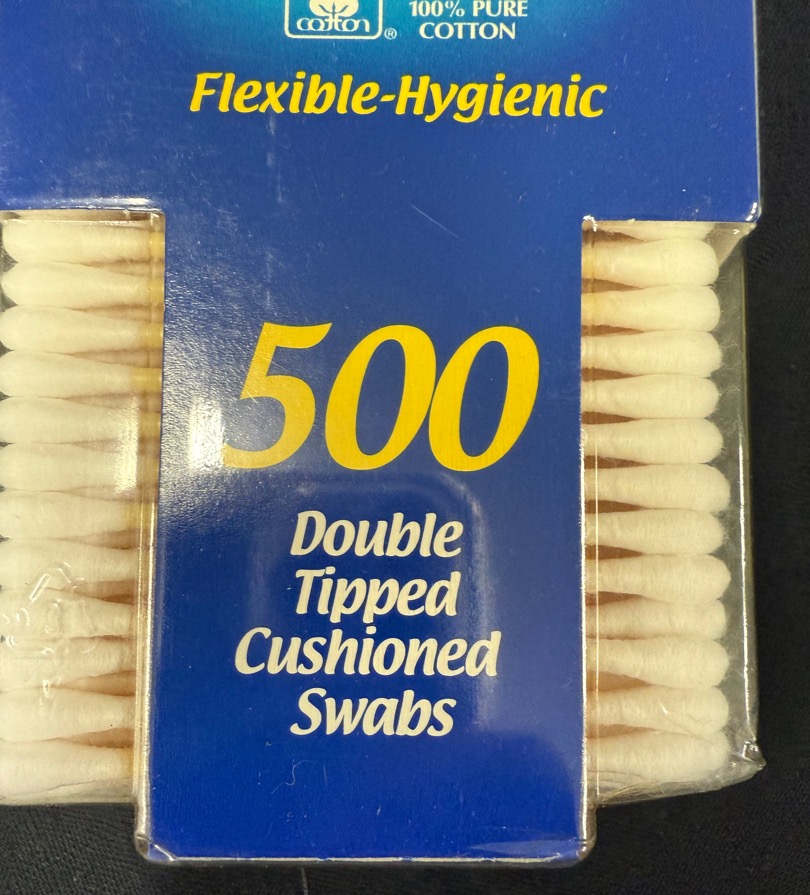 cotton ®
100% PURE
COTTON
Flexible-Hygienic
500
Double
Tipped
Cushioned
Swabs